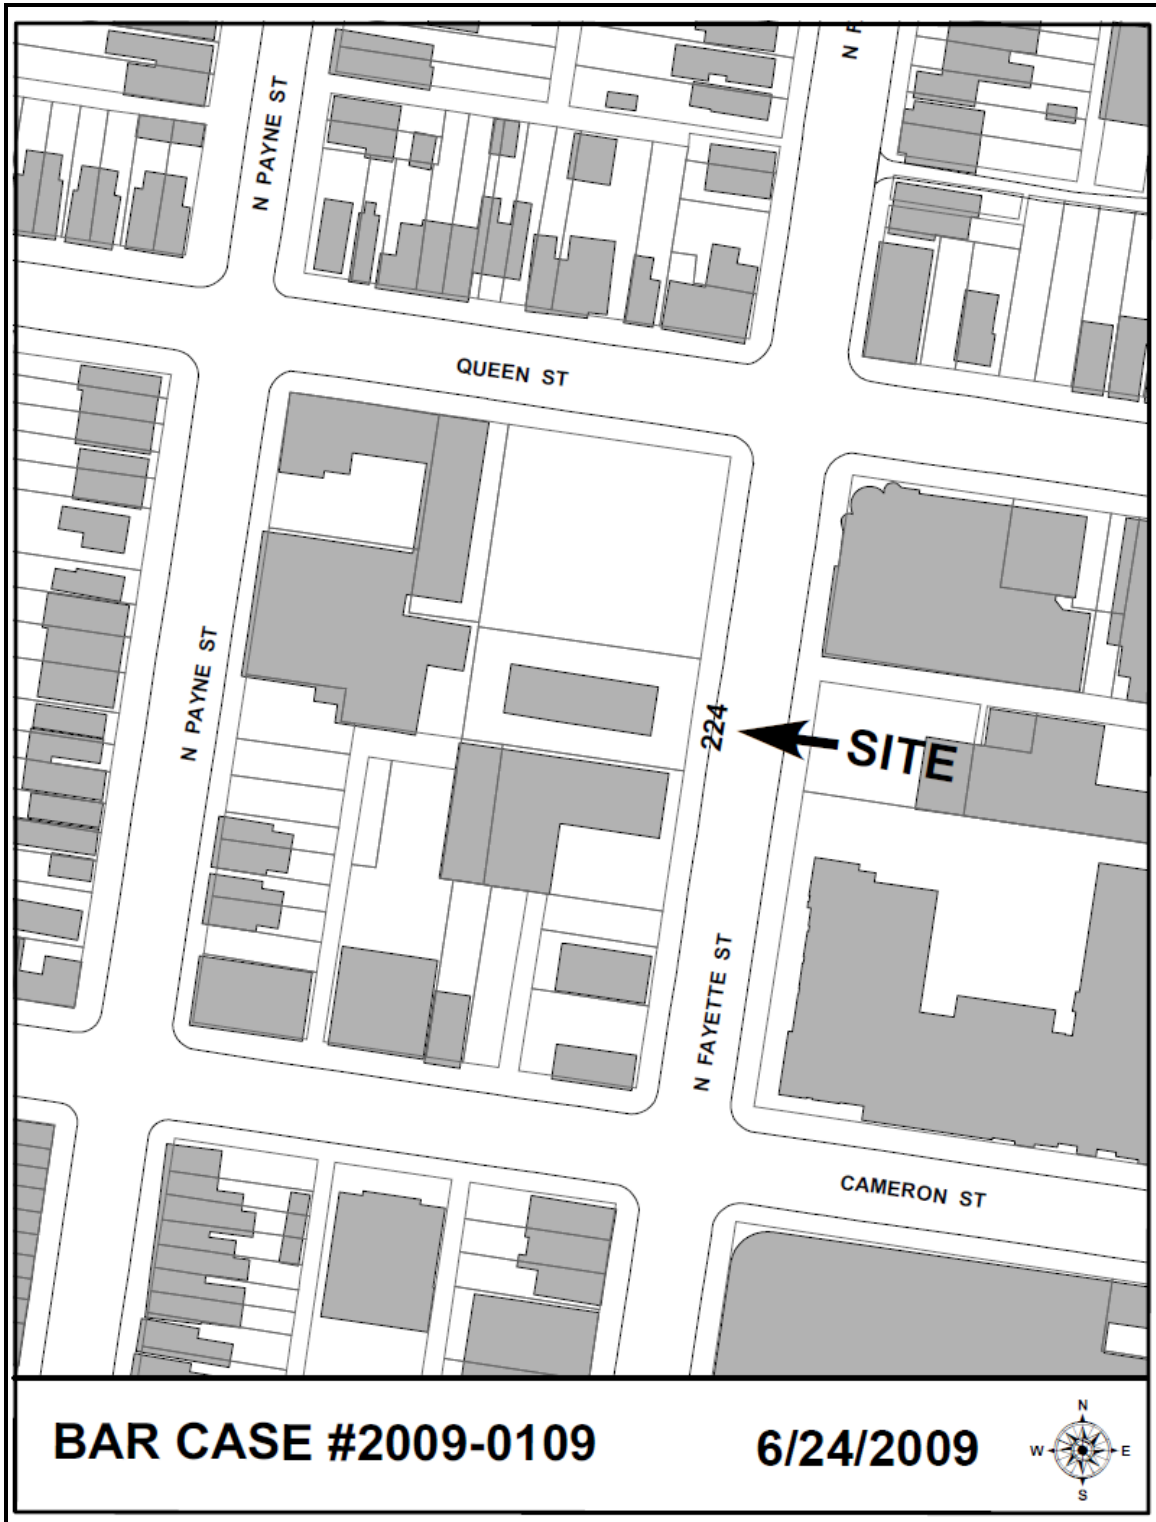 N PAYNE ST
QUEEN ST
N PAYNE ST
224
SITE
N FAYETTE ST
CAMERON ST
BAR CASE #2009-0109
6/24/2009
N
W
E
S